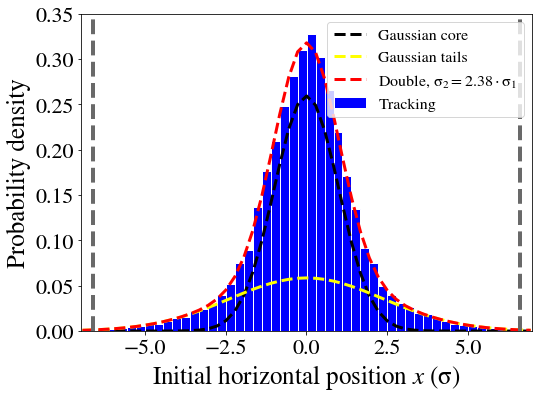 0.35
0.30
0.25
0.20
0.15
0.10
0.05
0.00
Probability density
Gaussian core
Gaussian tails
Double, σ₂ = 2.38 · σ₁
Tracking
−5.0 −2.5 0.0 2.5 5.0
Initial horizontal position x (σ)